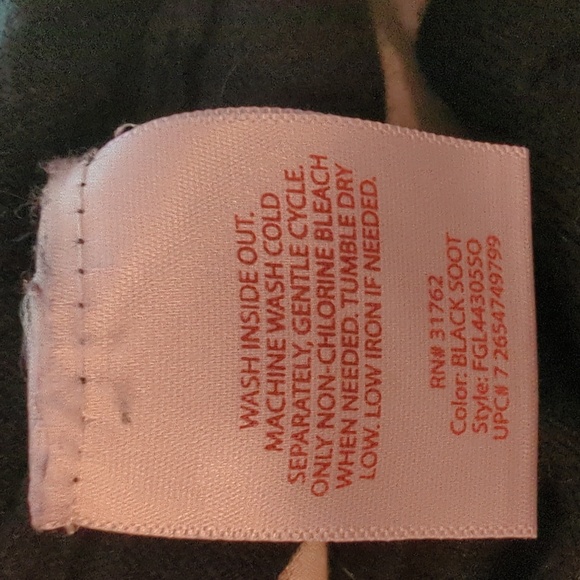 WASH INSIDE OUT.
MACHINE WASH COLD
SEPARATELY, GENTLE CYCLE.
ONLY NON-CHLORINE BLEACH
WHEN NEEDED. TUMBLE DRY
LOW. LOW IRON IF NEEDED.
RN# 31762
Color: BLACK SOOT
Style: FGL4430SSO
UPC# 7 2654749799